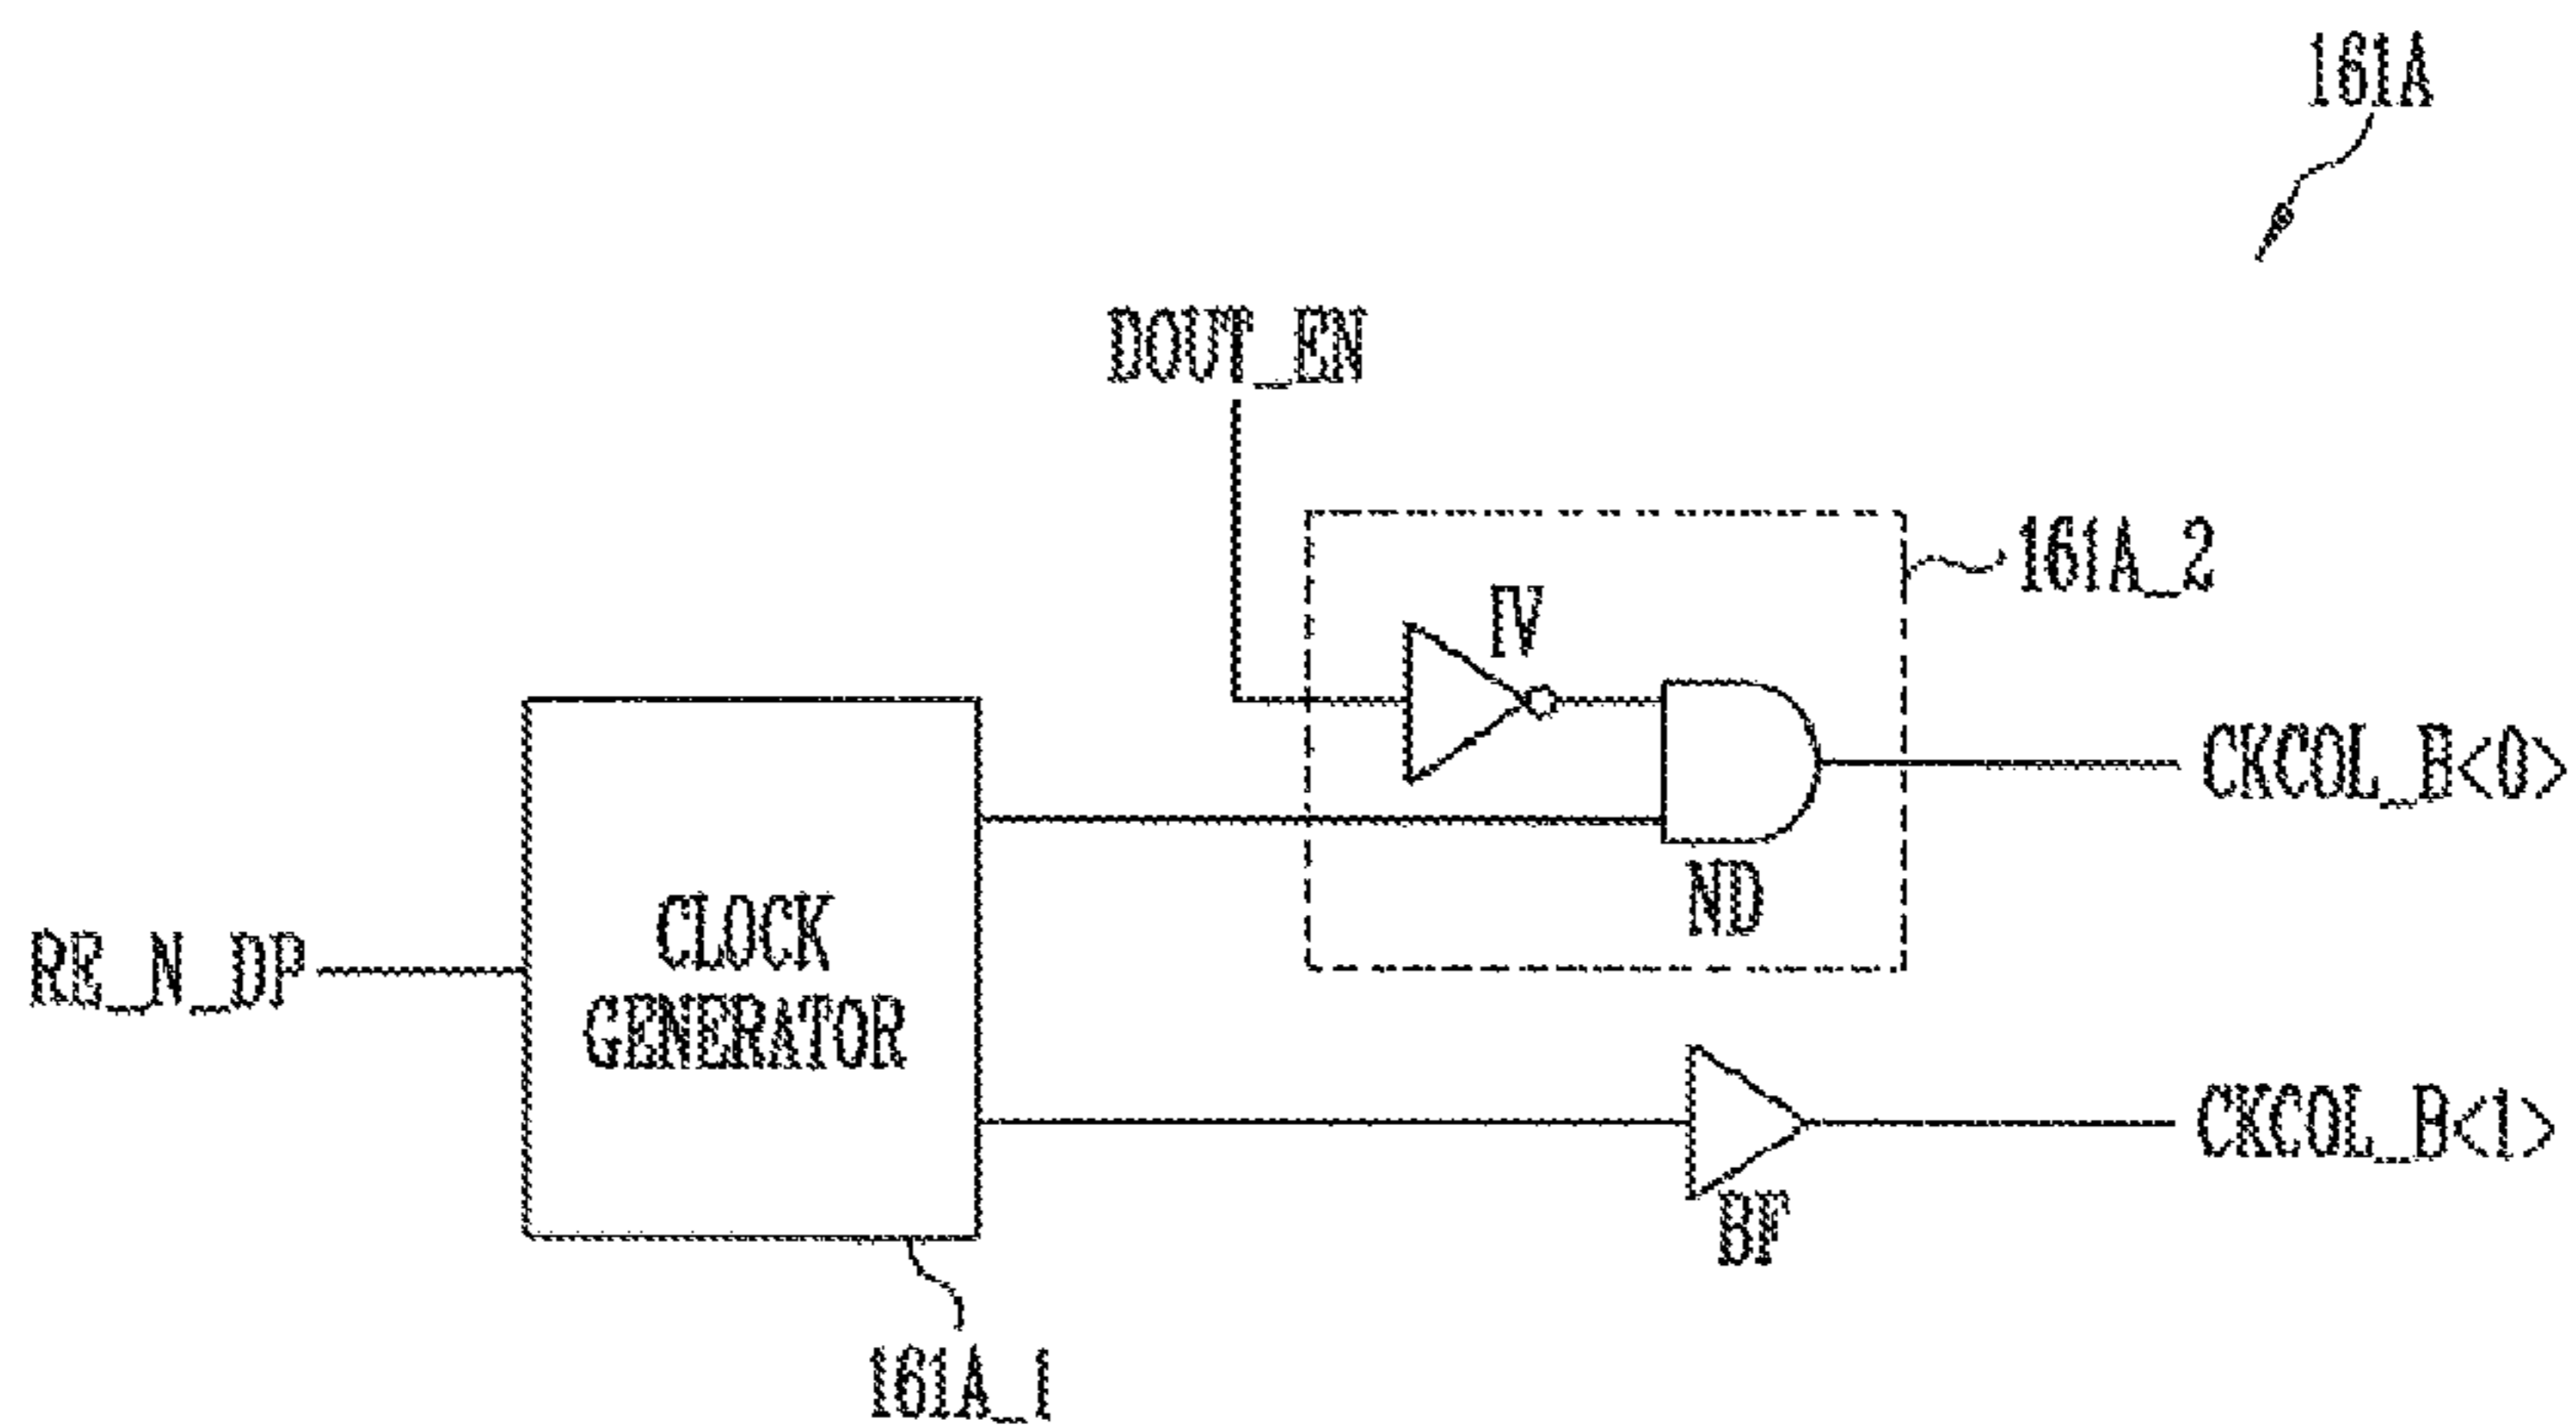 161A
DOUT_EN
161A_2
IV
CKCOL_B<0>
ND
CLOCK
GENERATOR
RE_N_DP
CKCOL_B<1>
BF
161A_1